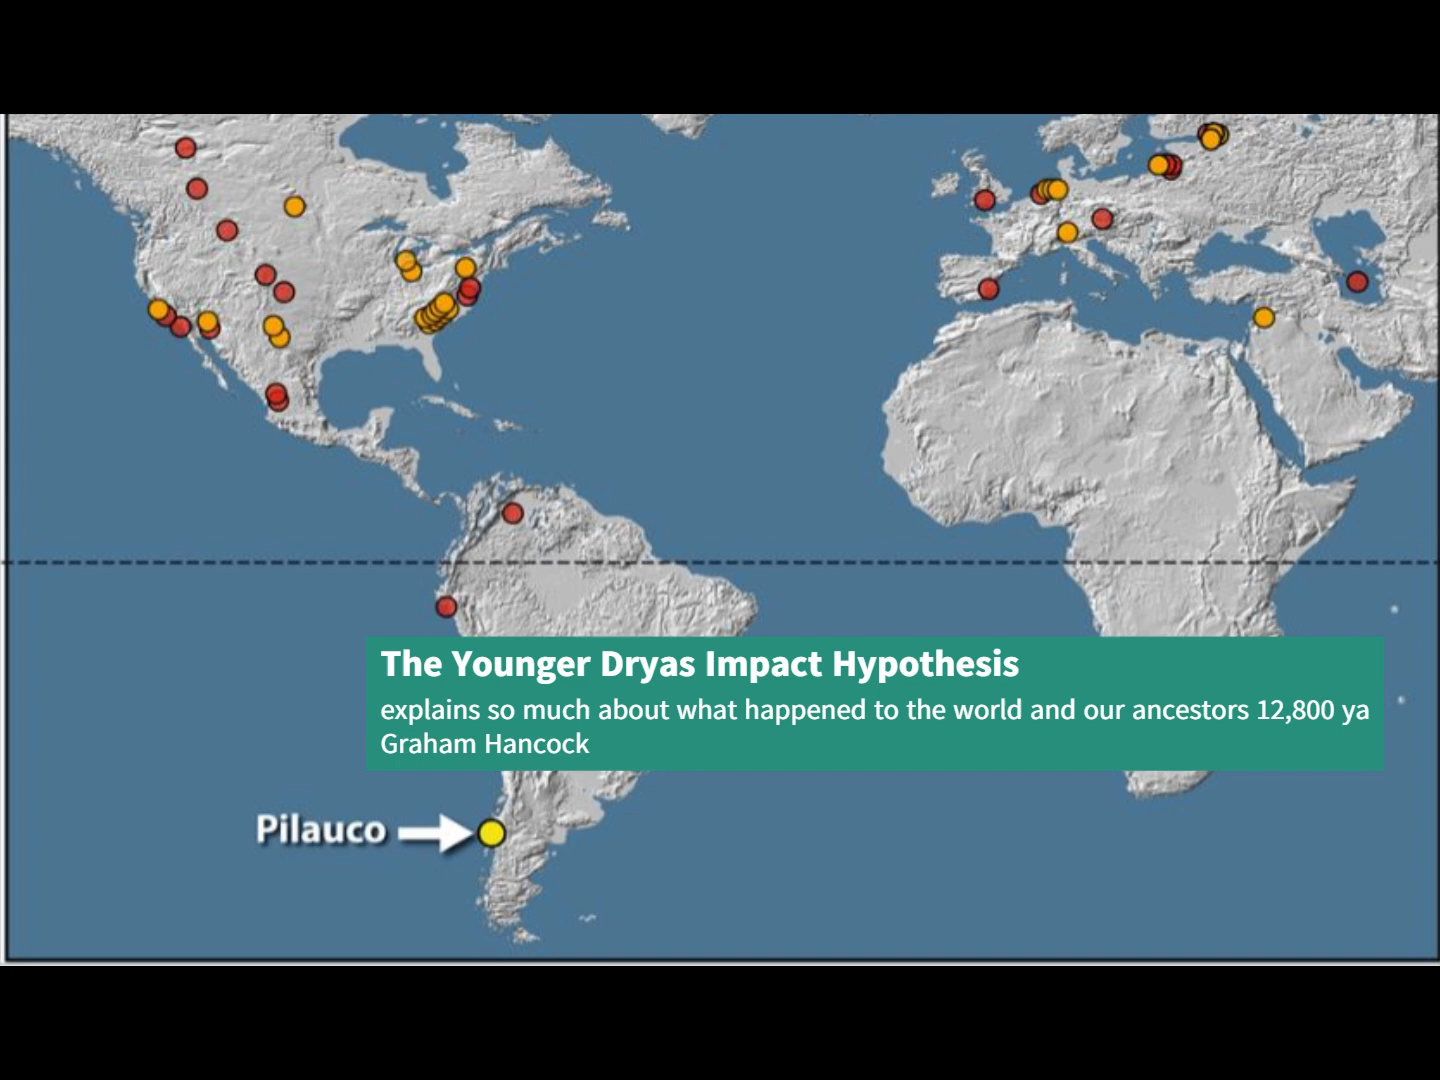 The Younger Dryas Impact Hypothesis
explains so much about what happened to the world and our ancestors 12,800 ya
Graham Hancock
Pilauco